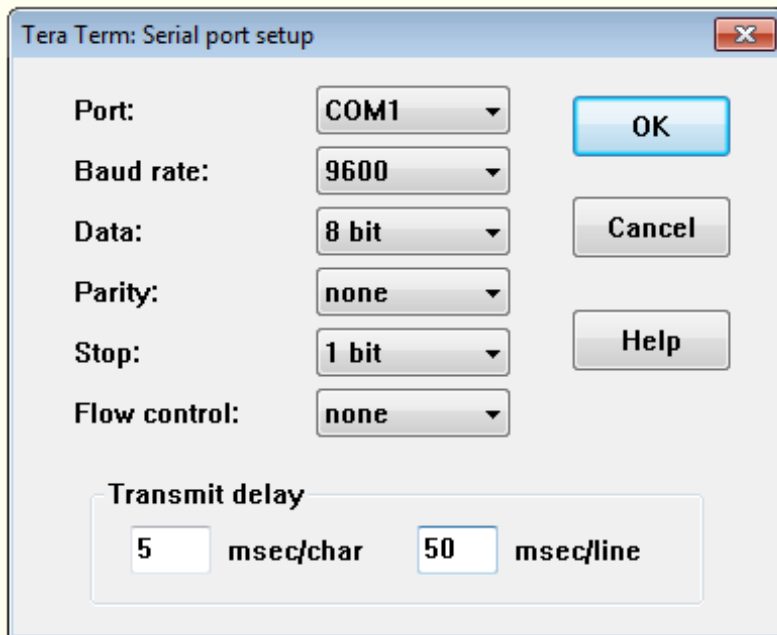 Tera Term: Serial port setup
Port: COM1 OK
Baud rate: 9600
Data: 8 bit Cancel
Parity: none
Stop: 1 bit Help
Flow control: none
Transmit delay
5 msec/char 50 msec/line